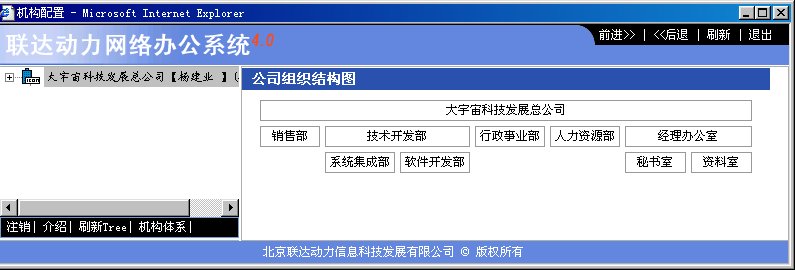 机构配置 - Microsoft Internet Explorer
联达动力网络办公系统4.0
前进>> | <<后退 | 刷新 | 退出
大宇宙科技发展总公司【杨建业 】(
公司组织结构图
大宇宙科技发展总公司
销售部 技术开发部 行政事业部 人力资源部 经理办公室
系统集成部 软件开发部 秘书室 资料室
注销| 介绍| 刷新Tree| 机构体系|
北京联达动力信息科技发展有限公司 © 版权所有